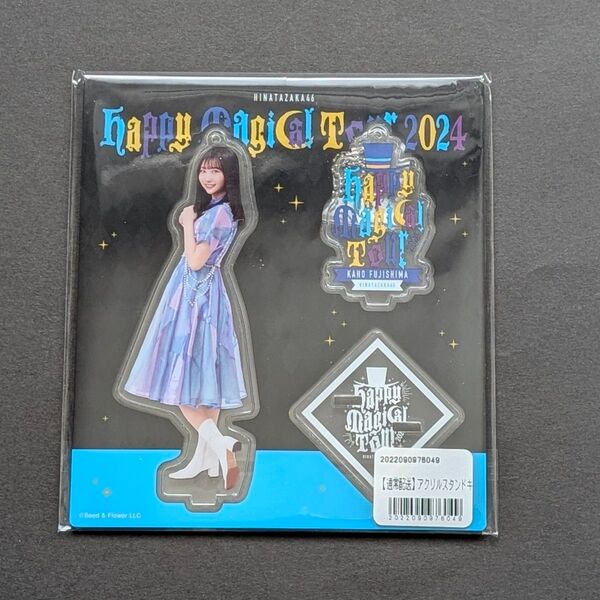 HINATAZAKA46
Happy Magical Tour 2024
Happy
Magical
Tour
KAHO FUJISHIMA
HINATAZAKA46
Happy
Magical
Tour
2022090976049
【通常配送】アクリルスタンドキ
2022090976049
©Seed & Flower LLC